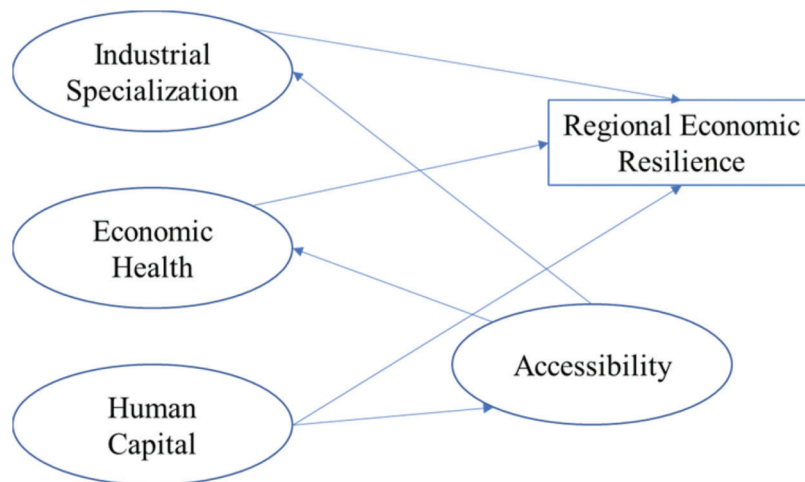 Industrial
Specialization
Regional Economic
Resilience
Economic
Health
Accessibility
Human
Capital